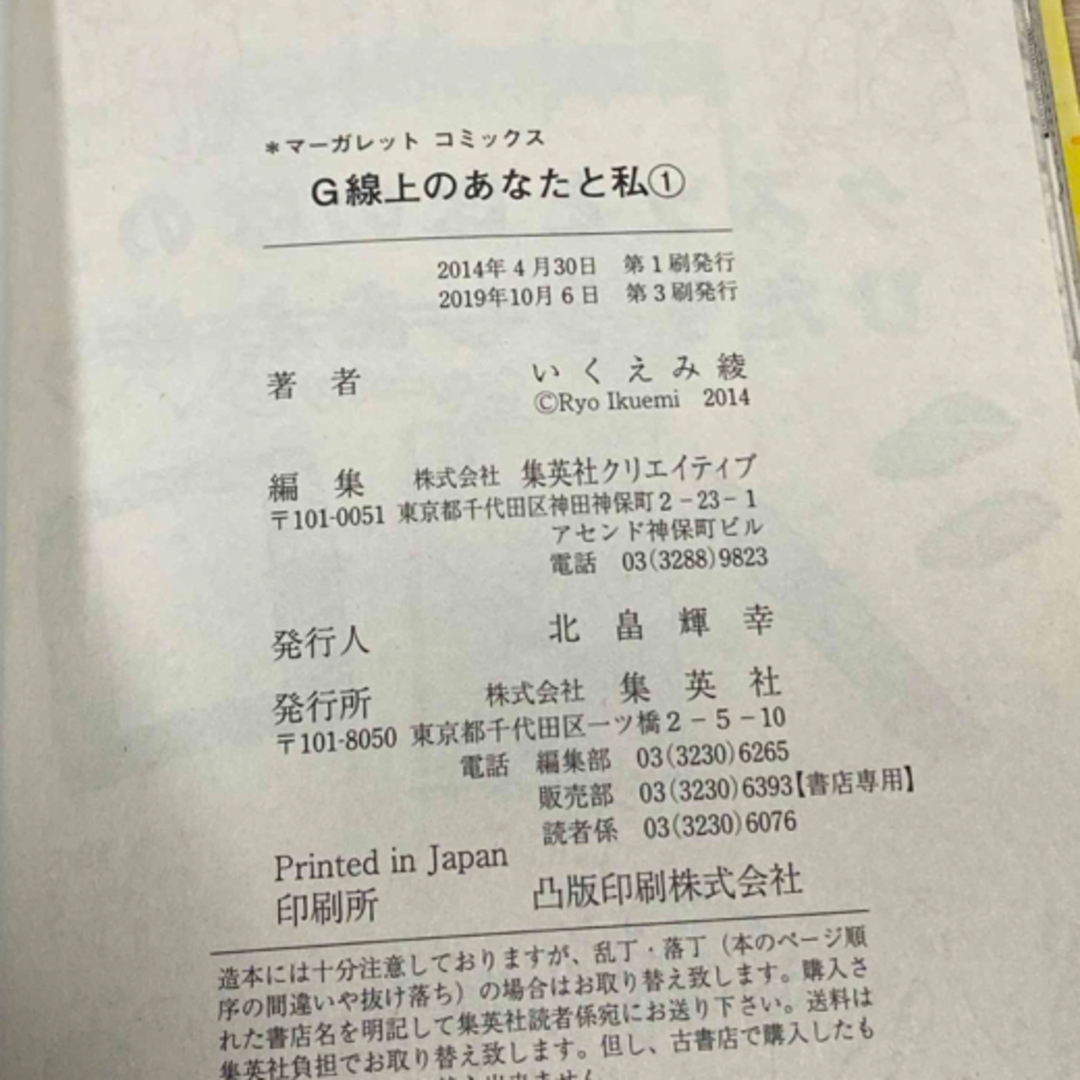 ＊マーガレット コミックス
G線上のあなたと私①
2014年4月30日 第1刷発行
2019年10月6日 第3刷発行
著者 いくえみ綾
©Ryo Ikuemi 2014
編集 株式会社 集英社クリエイティブ
〒101-0051 東京都千代田区神田神保町2－23－1
アセンド神保町ビル
電話 03(3288)9823
発行人 北畠輝幸
発行所 株式会社 集英社
〒101-8050 東京都千代田区一ツ橋2－5－10
電話 編集部 03(3230)6265
販売部 03(3230)6393【書店専用】
読者係 03(3230)6076
Printed in Japan
印刷所 凸版印刷株式会社
造本には十分注意しておりますが、乱丁・落丁（本のページ順
序の間違いや抜け落ち）の場合はお取り替え致します。購入さ
れた書店名を明記して集英社読者係宛にお送り下さい。送料は
集英社負担でお取り替え致します。但し、古書店で購入したも
出来ません